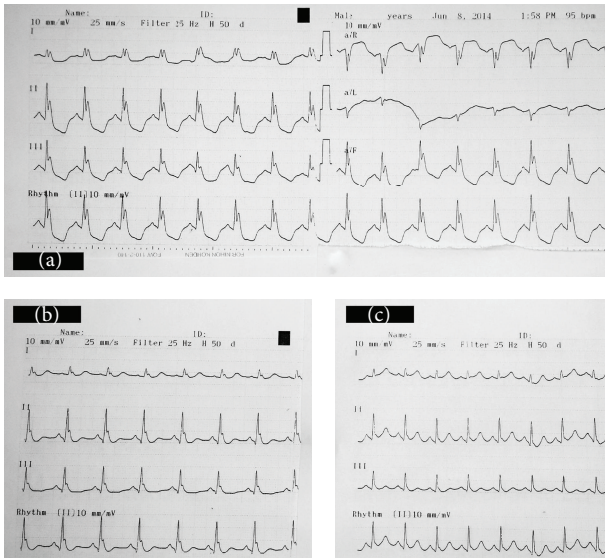 Name: ID: Mal: years Jun 8, 2014 1:58 PM 95 bpm
10 mm/mV 25 mm/s Filter 25 Hz H 50 d 10 mm/mV
I a/R
II a/L
III a/F
Rhythm (II)10 mm/mV
(a)
(b)
Name: ID:
10 mm/mV 25 mm/s Filter 25 Hz H 50 d
I
II
III
Rhythm (II)10 mm/mV
(c)
Name: ID:
10 mm/mV 25 mm/s Filter 25 Hz H 50 d
I
II
III
Rhythm (II)10 mm/mV